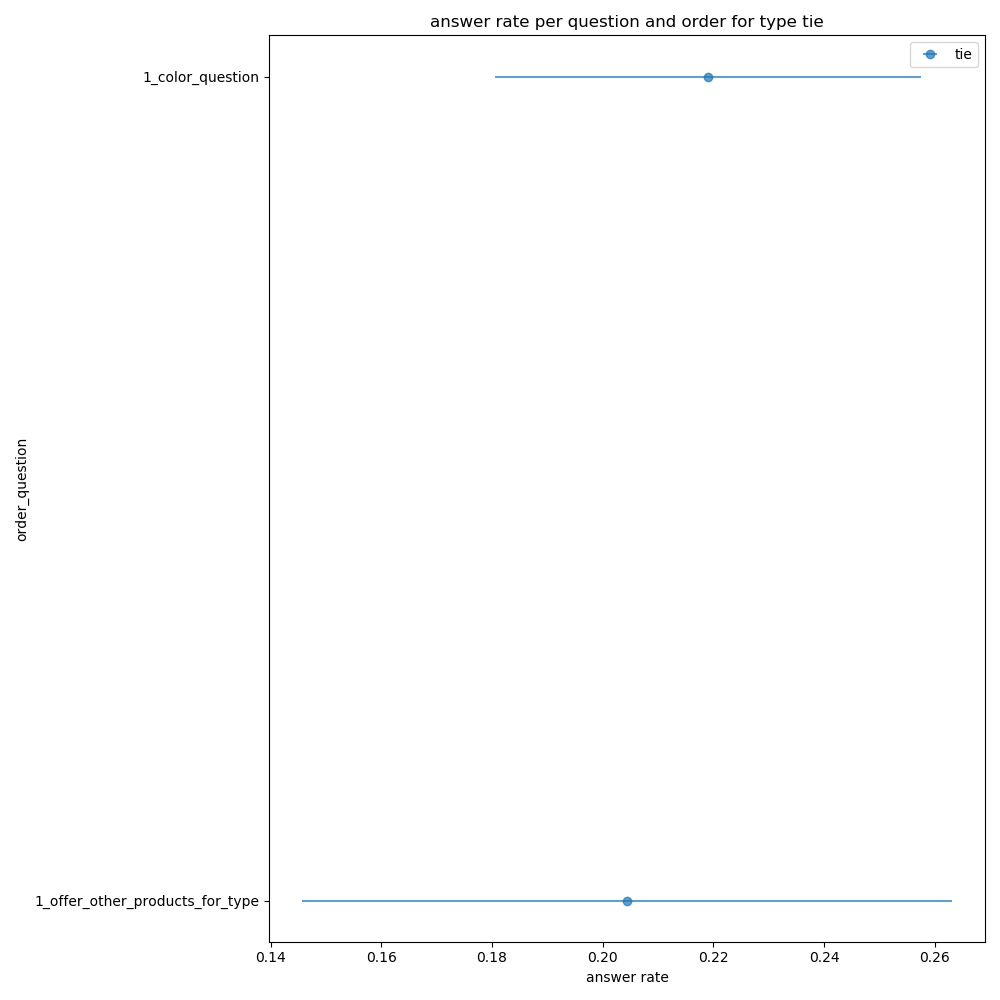 answer rate per question and order for type tie
tie
1_color_question
order_question
1_offer_other_products_for_type
0.14 0.16 0.18 0.20 0.22 0.24 0.26
answer rate